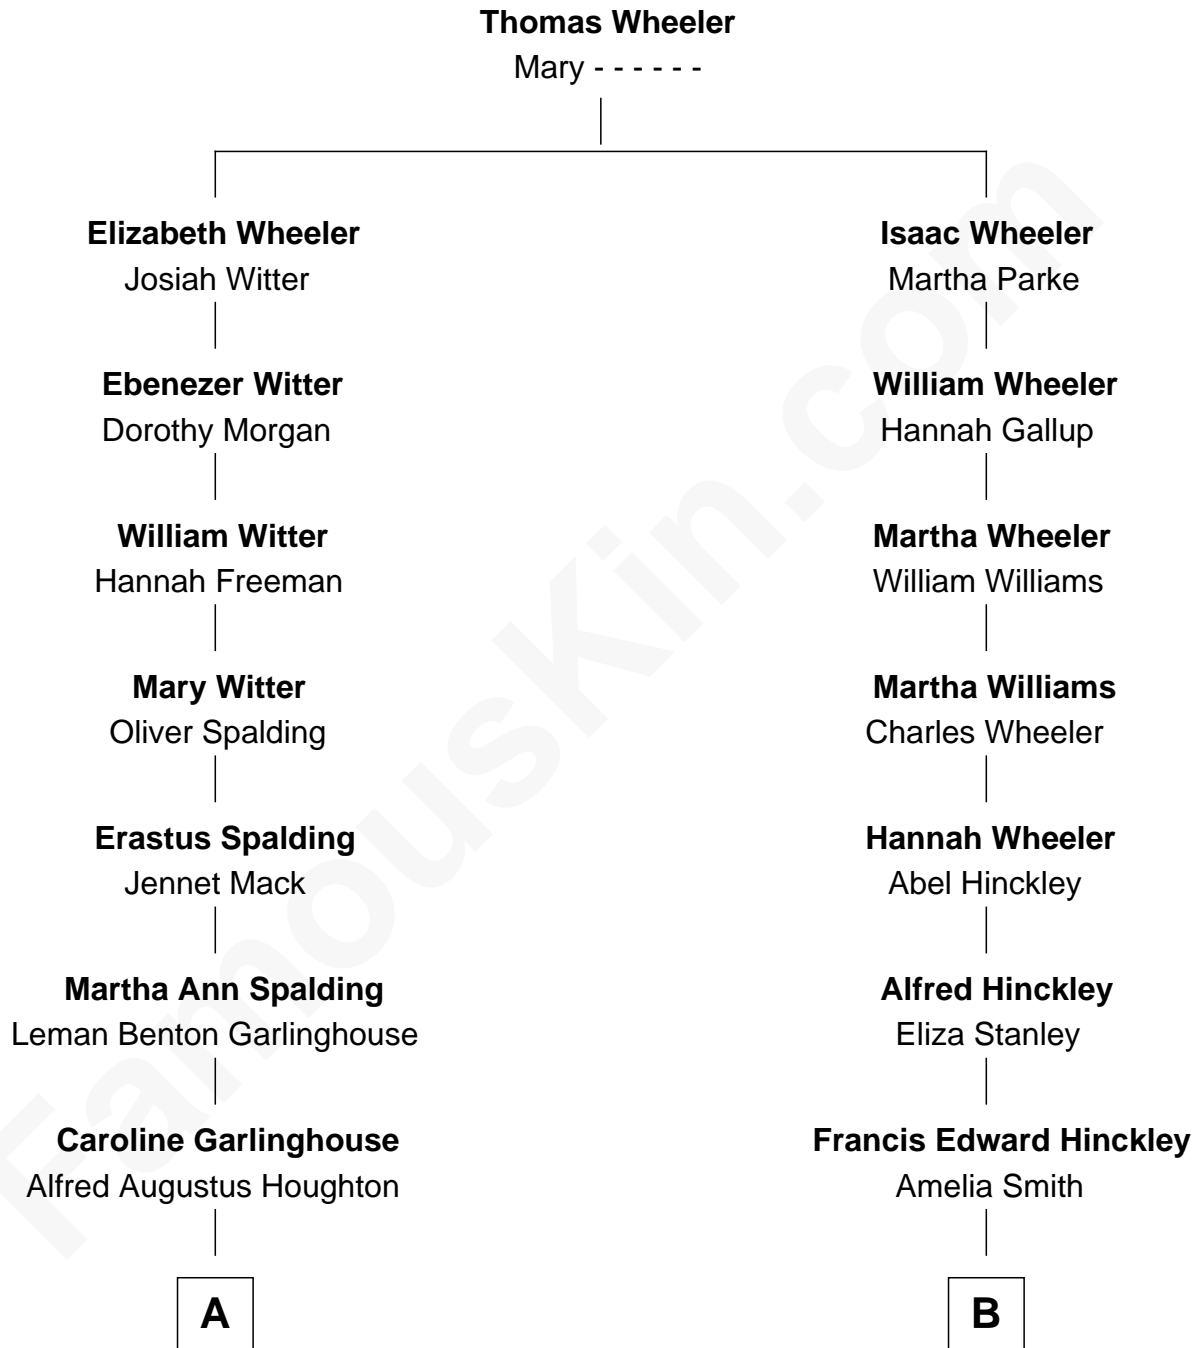 Thomas Wheeler
Mary - - - - - -
Elizabeth Wheeler
Josiah Witter
Isaac Wheeler
Martha Parke
Ebenezer Witter
Dorothy Morgan
William Wheeler
Hannah Gallup
William Witter
Hannah Freeman
Martha Wheeler
William Williams
Mary Witter
Oliver Spalding
Martha Williams
Charles Wheeler
Erastus Spalding
Jennet Mack
Hannah Wheeler
Abel Hinckley
Martha Ann Spalding
Leman Benton Garlinghouse
Alfred Hinckley
Eliza Stanley
Caroline Garlinghouse
Alfred Augustus Houghton
Francis Edward Hinckley
Amelia Smith
A
B
FamousKin.com